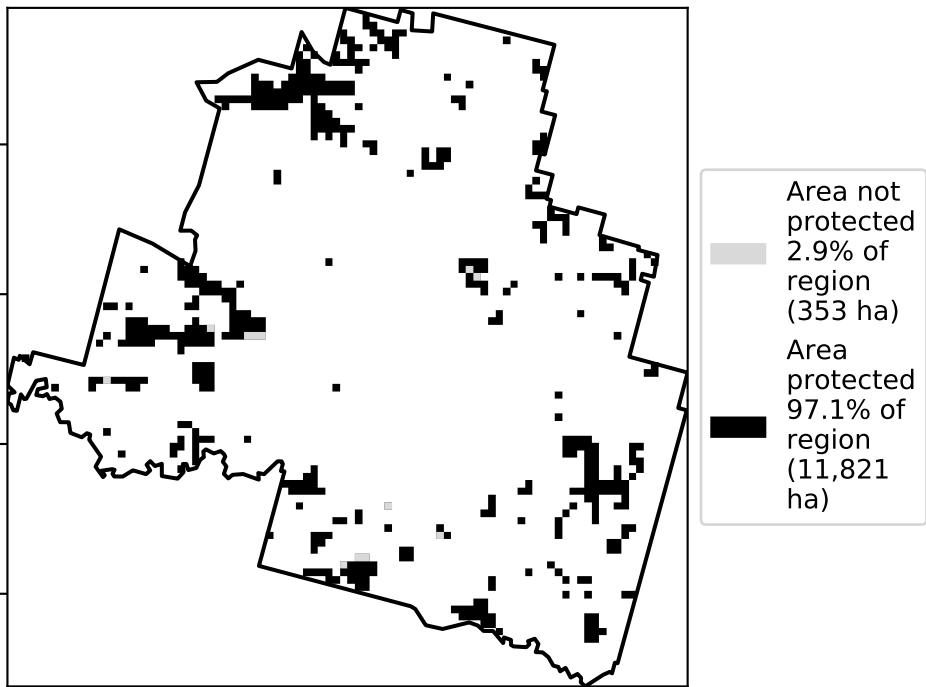 Area not
protected
2.9% of
region
(353 ha)
Area
protected
97.1% of
region
(11,821
ha)